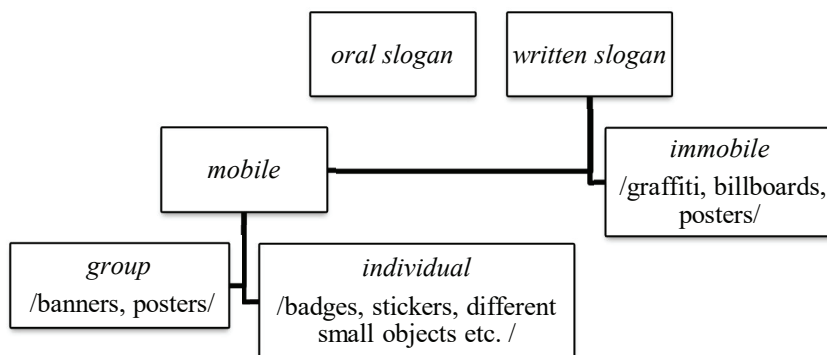 oral slogan
written slogan
mobile
immobile
/graffiti, billboards,
posters/
group
/banners, posters/
individual
/badges, stickers, different
small objects etc. /